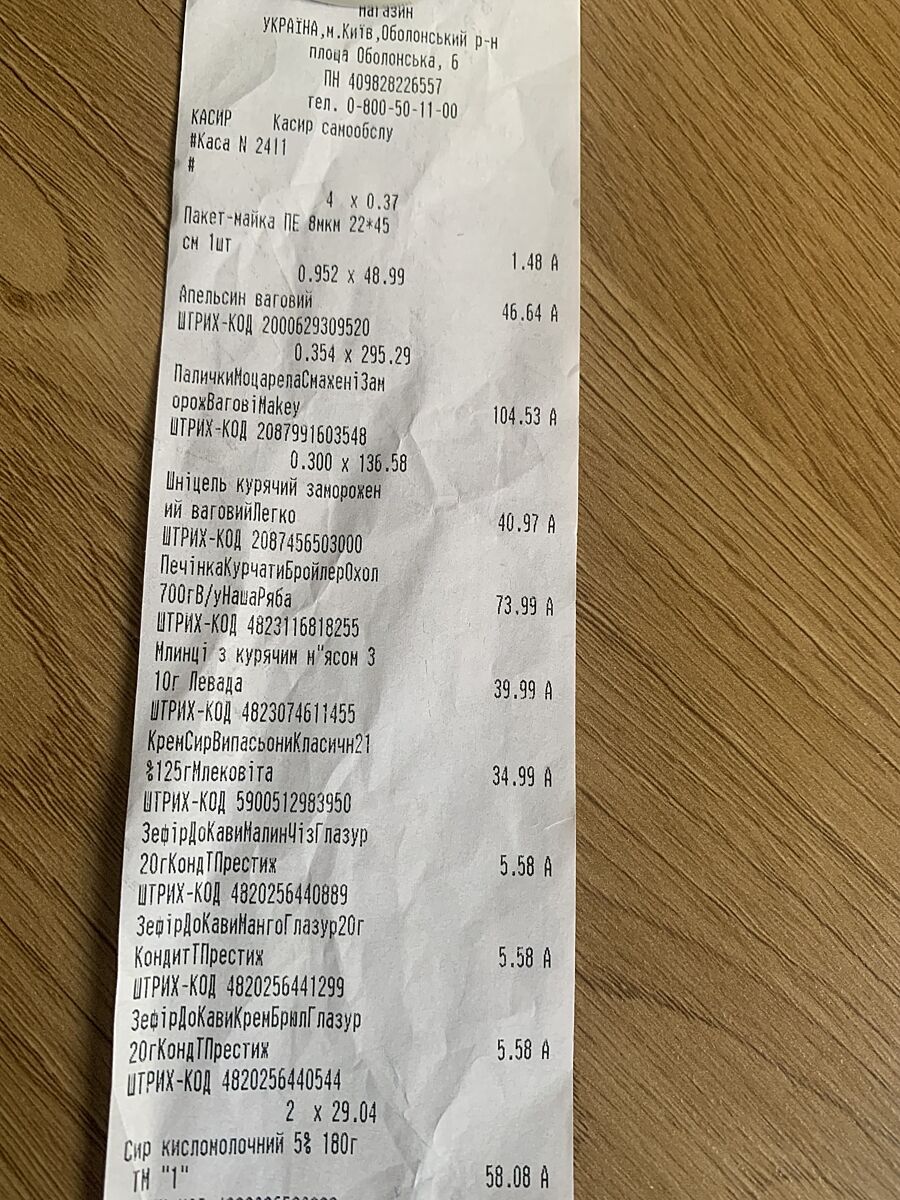 Магазин
УКРАЇНА,м.Київ,Оболонський р-н
площа Оболонська, 6
ПН 409828226557
тел. 0-800-50-11-00
КАСИР Касир самообслу
#Каса N 2411
#
4 x 0.37
Пакет-майка ПЕ 8мкм 22*45
см 1шт 1.48 А
0.952 x 48.99
Апельсин ваговий 46.64 А
ШТРИХ-КОД 2000629309520
0.354 x 295.29
ПаличкиМоцарелаСмаженіЗам
орожВаговіMakey 104.53 А
ШТРИХ-КОД 2087991603548
0.300 x 136.58
Шніцель курячий заморожен
ий ваговийЛегко 40.97 А
ШТРИХ-КОД 2087456503000
ПечінкаКурчатиБройлерОхол
700гВ/уНашаРяба 73.99 А
ШТРИХ-КОД 4823116818255
Млинці з курячим м"ясом 3
10г Левада 39.99 А
ШТРИХ-КОД 4823074611455
КремСирВипасьониКласичн21
%125гМлековіта 34.99 А
ШТРИХ-КОД 5900512983950
ЗефірДоКавиМалинЧізГлазур
20гКондТПрестиж 5.58 А
ШТРИХ-КОД 4820256440889
ЗефірДоКавиМангоГлазур20г
КондитТПрестиж 5.58 А
ШТРИХ-КОД 4820256441299
ЗефірДоКавиКремБрюлГлазур
20гКондТПрестиж 5.58 А
ШТРИХ-КОД 4820256440544
2 x 29.04
Сир кисломолочний 5% 180г
ТМ "1" 58.08 А